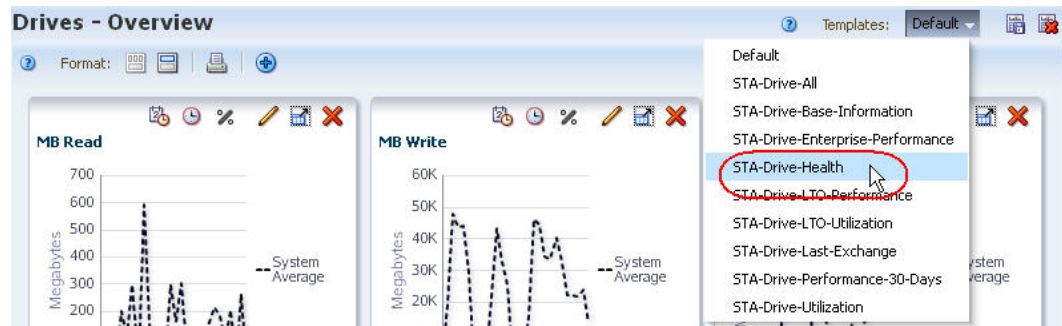 Drives - Overview
Templates: Default
Format:
Default
STA-Drive-All
STA-Drive-Base-Information
STA-Drive-Enterprise-Performance
STA-Drive-Health
STA-Drive-LTO-Performance
STA-Drive-LTO-Utilization
STA-Drive-Last-Exchange
STA-Drive-Performance-30-Days
STA-Drive-Utilization
MB Read
700
600
500
400
300
200
Megabytes
System
Average
MB Write
60K
50K
40K
30K
20K
Megabytes
System
Average
ystem
verage